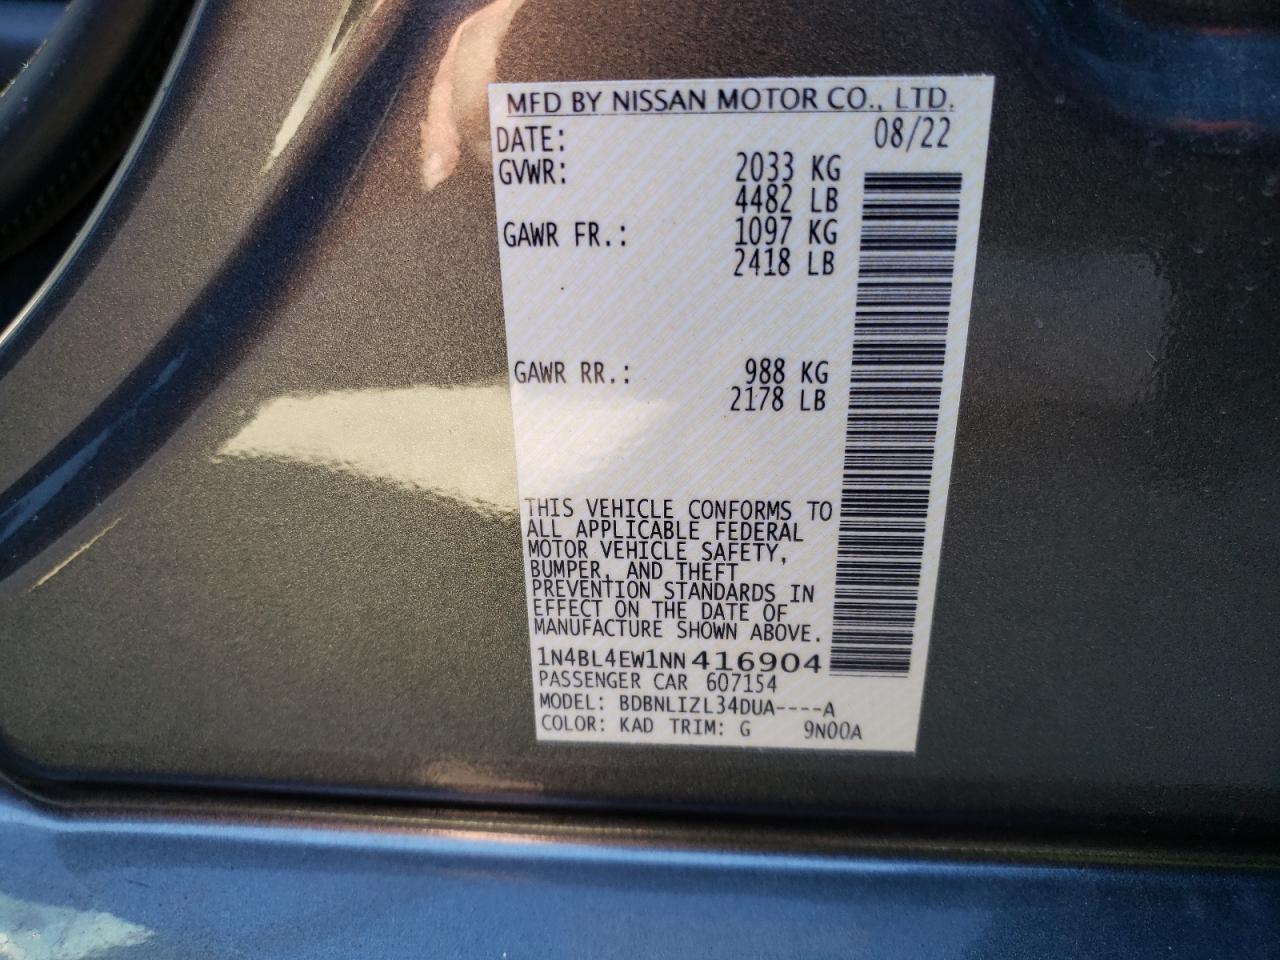 MFD BY NISSAN MOTOR CO., LTD.
DATE: 08/22
GVWR: 2033 KG
4482 LB
GAWR FR.: 1097 KG
2418 LB
GAWR RR.: 988 KG
2178 LB
THIS VEHICLE CONFORMS TO
ALL APPLICABLE FEDERAL
MOTOR VEHICLE SAFETY,
BUMPER, AND THEFT
PREVENTION STANDARDS IN
EFFECT ON THE DATE OF
MANUFACTURE SHOWN ABOVE.
1N4BL4EW1NN416904
PASSENGER CAR 607154
MODEL: BDBNLIZL34DUA----A
COLOR: KAD TRIM: G 9N00A